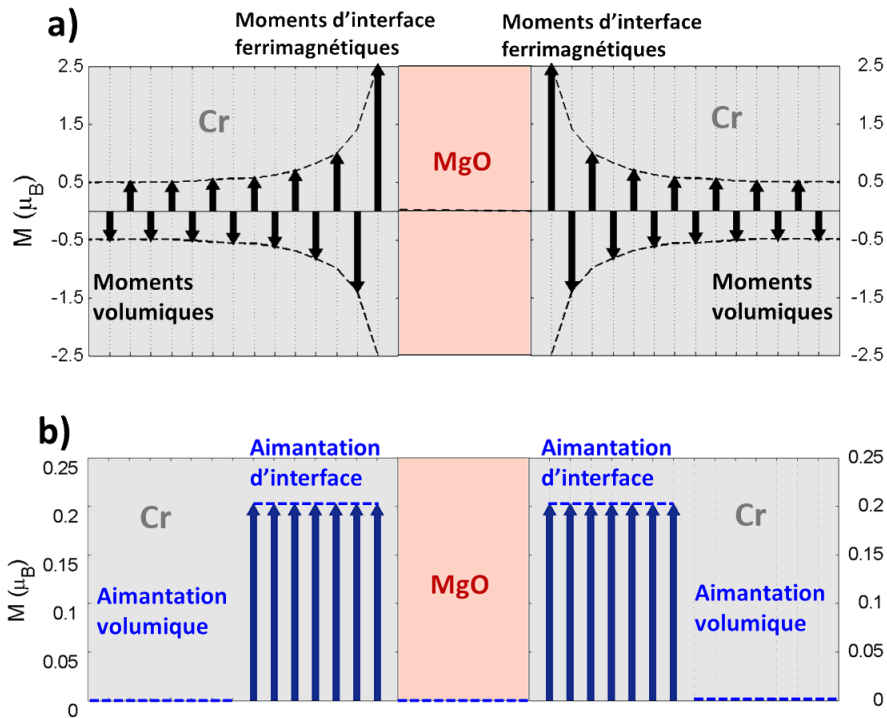 a)
Moments d’interface
ferrimagnétiques
Moments d’interface
ferrimagnétiques
2.5
1.5
0.5
-0.5
-1.5
-2.5
M (μB)
Cr
MgO
Cr
2.5
1.5
0.5
-0.5
-1.5
-2.5
Moments
volumiques
Moments
volumiques
b)
Aimantation
d’interface
Aimantation
d’interface
0.25
0.2
0.15
0.1
0.05
0
M (μB)
Cr
MgO
Cr
Aimantation
volumique
Aimantation
volumique
0.25
0.2
0.15
0.1
0.05
0